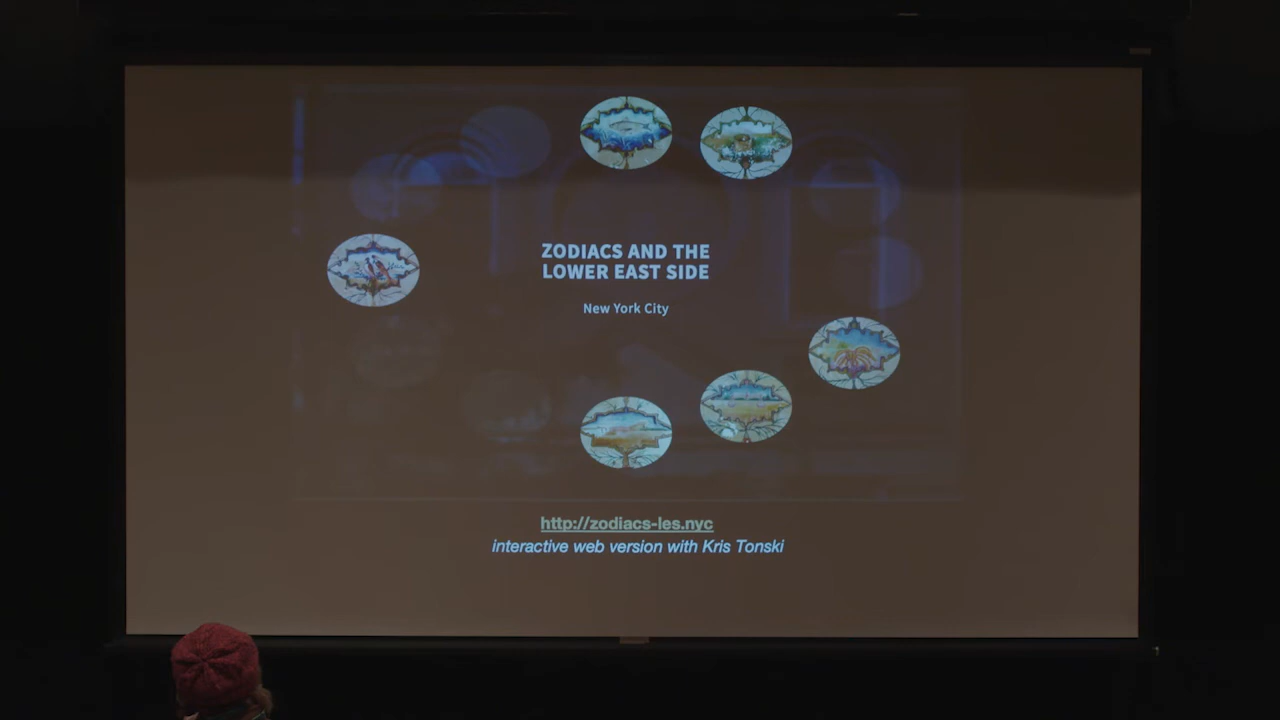 ZODIACS AND THE
LOWER EAST SIDE
New York City
http://zodiacs-les.nyc
interactive web version with Kris Tonski